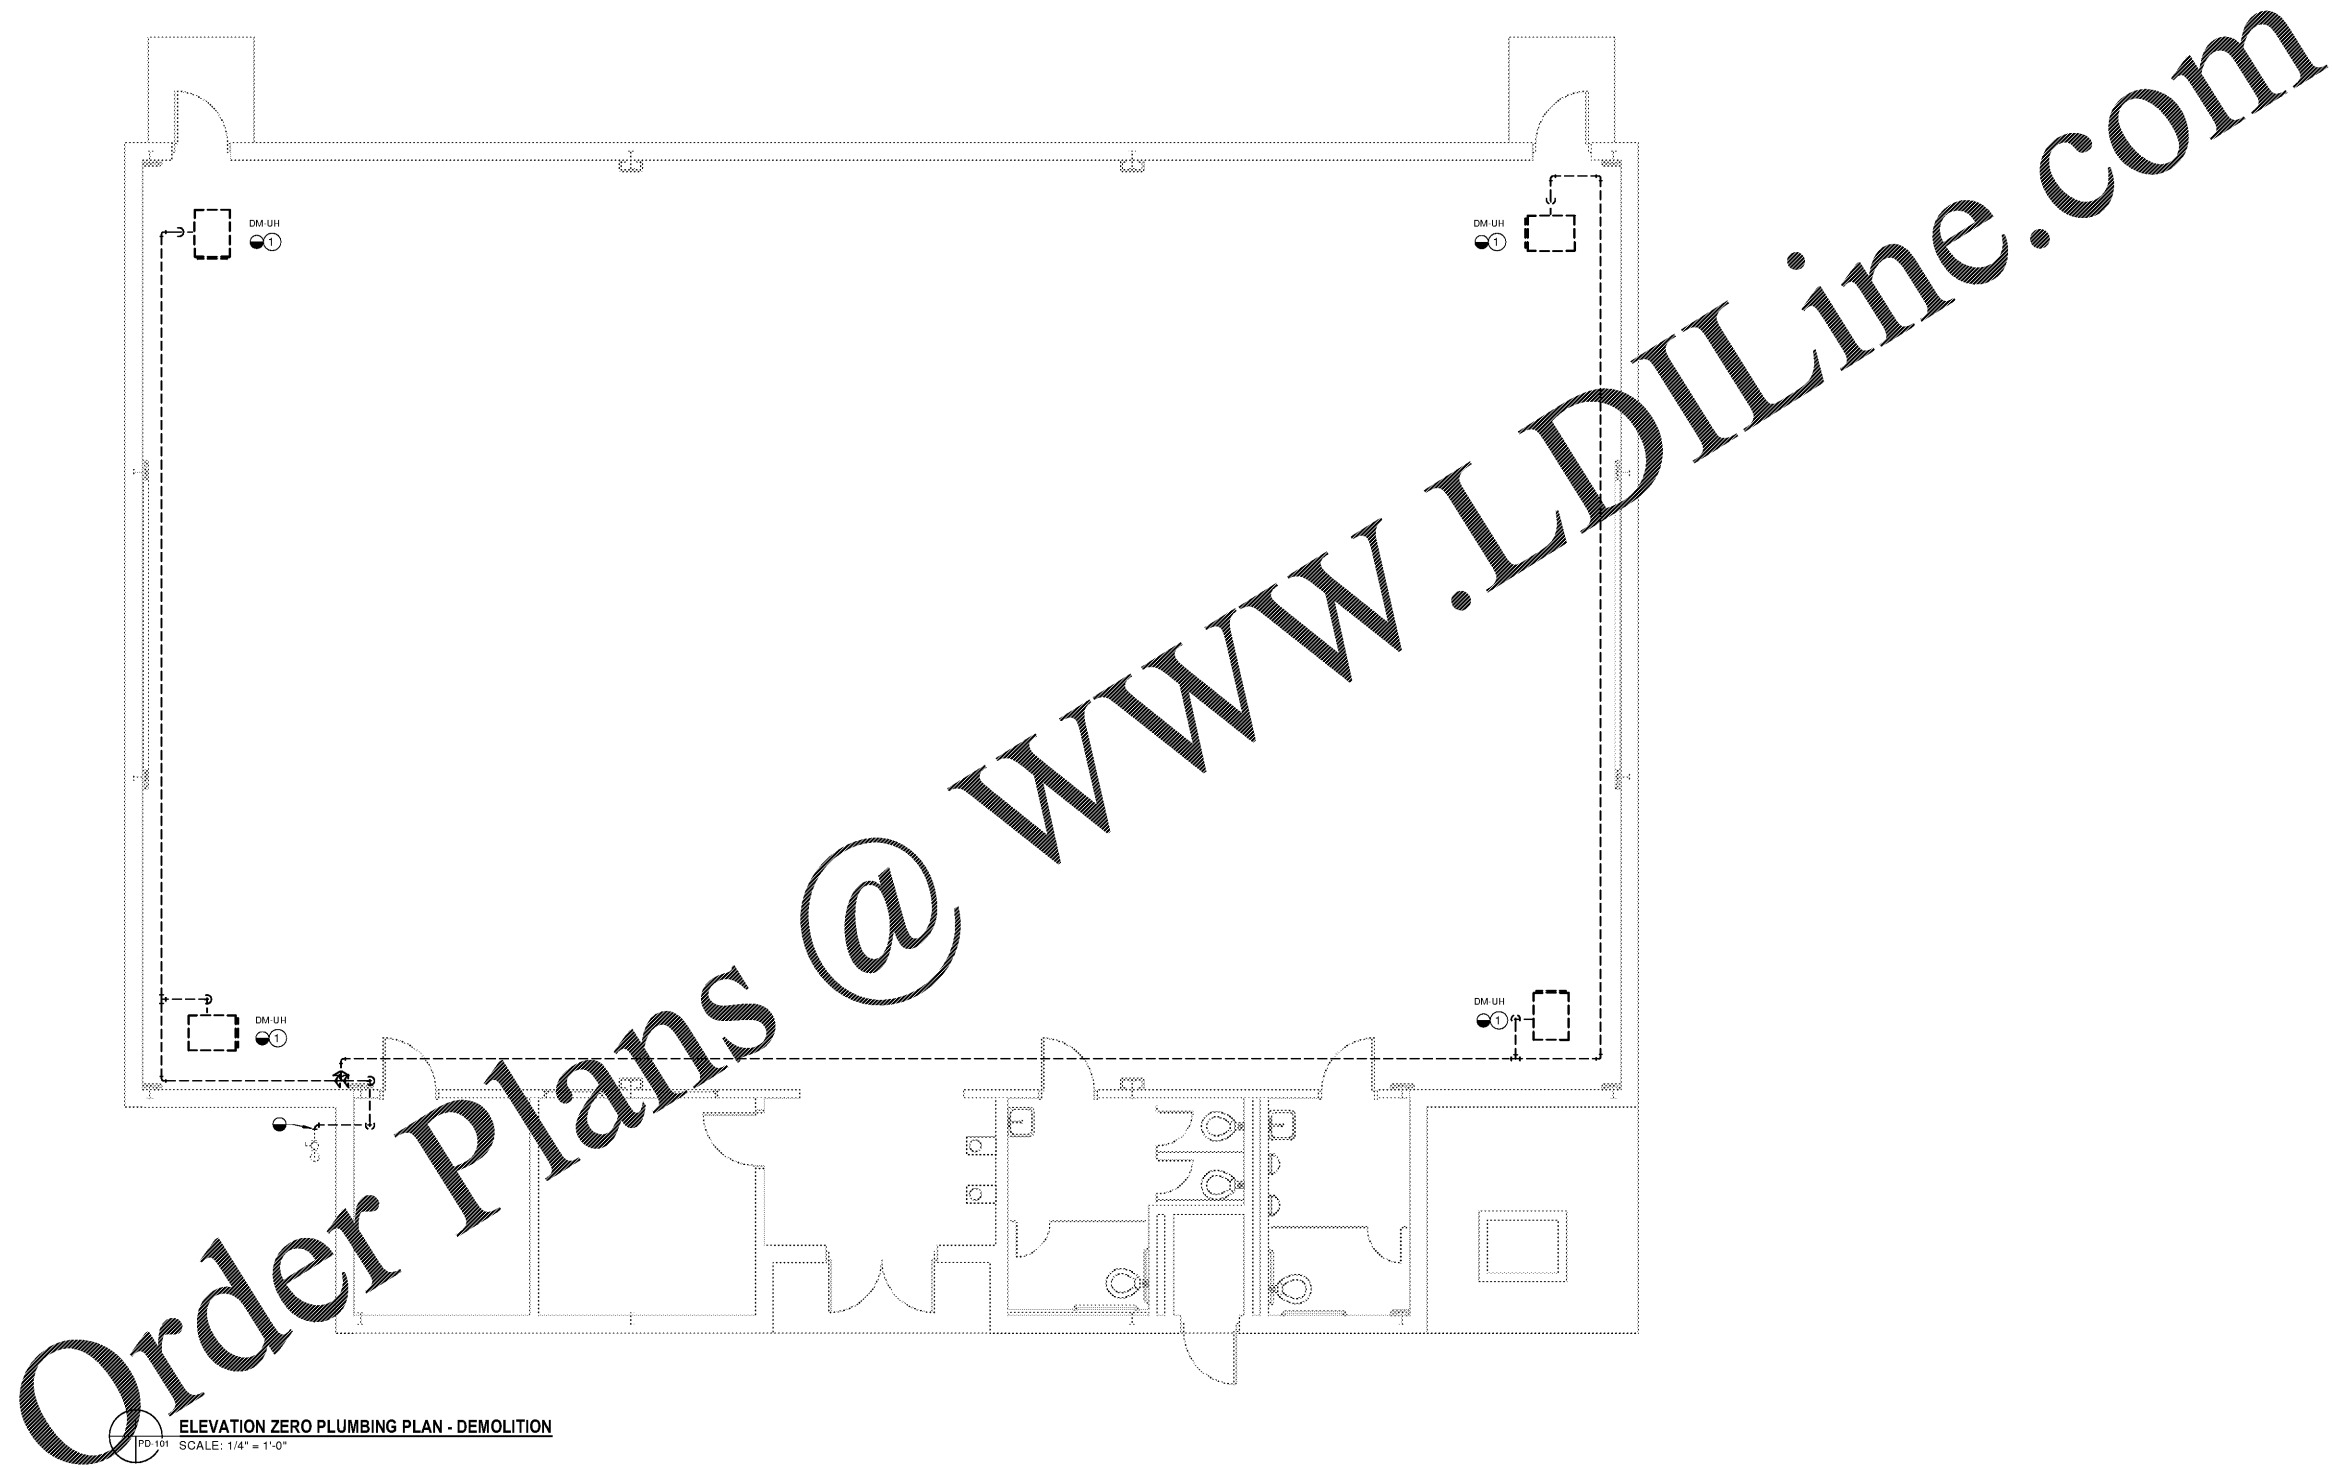 DM-UH
1
DM-UH
1
DM-UH
1
DM-UH
1
Order Plans @ www.LDILine.com
ELEVATION ZERO PLUMBING PLAN - DEMOLITION
PD-101
SCALE: 1/4" = 1'-0"